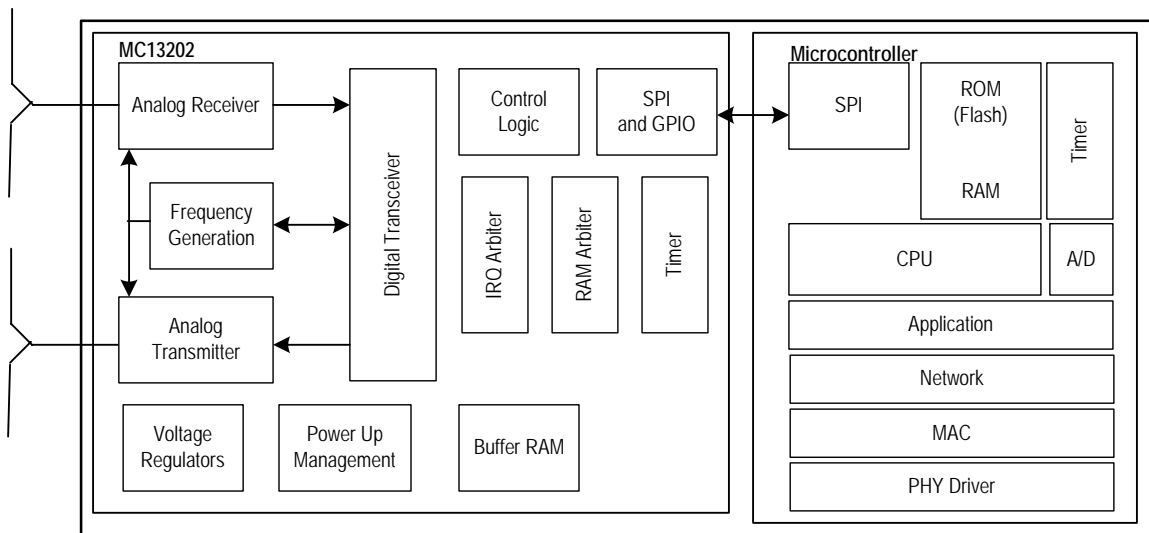 MC13202
Analog Receiver
Frequency
Generation
Analog
Transmitter
Digital Transceiver
Control
Logic
SPI
and GPIO
IRQ Arbiter
RAM Arbiter
Timer
Voltage
Regulators
Power Up
Management
Buffer RAM
Microcontroller
SPI
ROM
(Flash)
RAM
Timer
CPU
A/D
Application
Network
MAC
PHY Driver